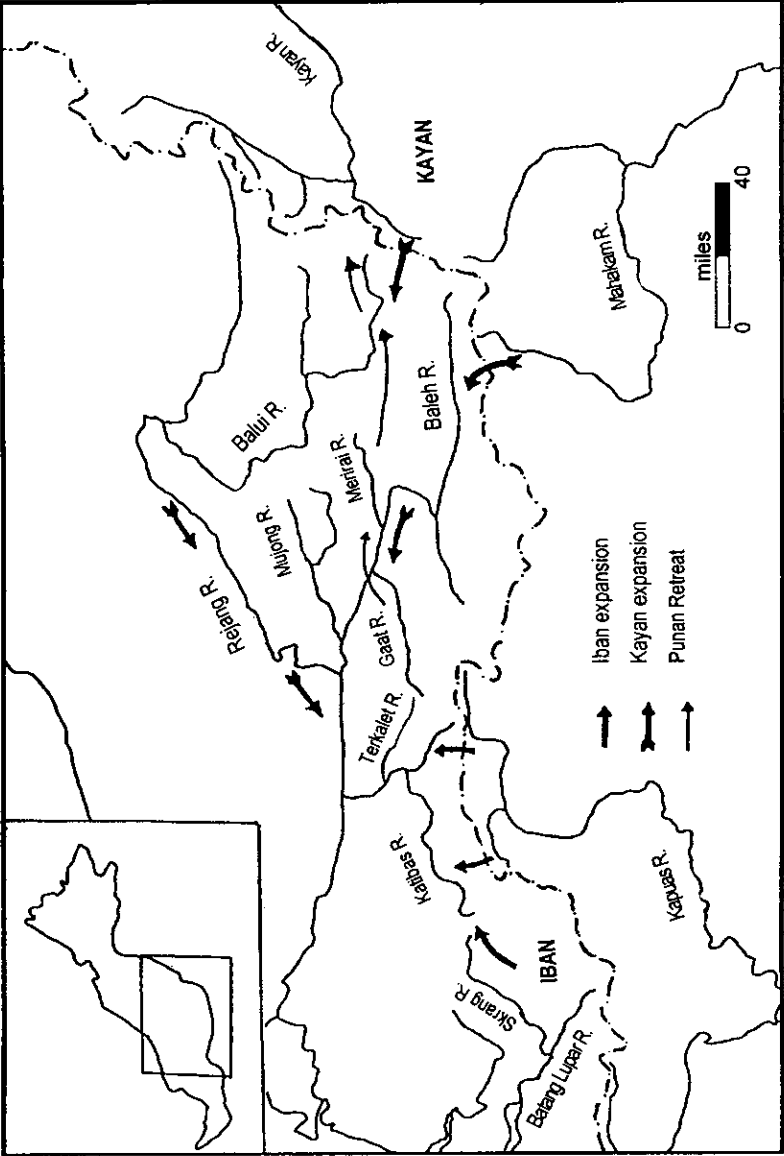 Kayan R.
KAYAN
Balui R.
Rejang R.
Mujong R.
Merirai R.
Baleh R.
Mahakam R.
Gaat R.
Terkalet R.
Katibas R.
Skrang R.
IBAN
Batang Lupar R.
Kapuas R.
Iban expansion
Kayan expansion
Punan Retreat
miles
0 40